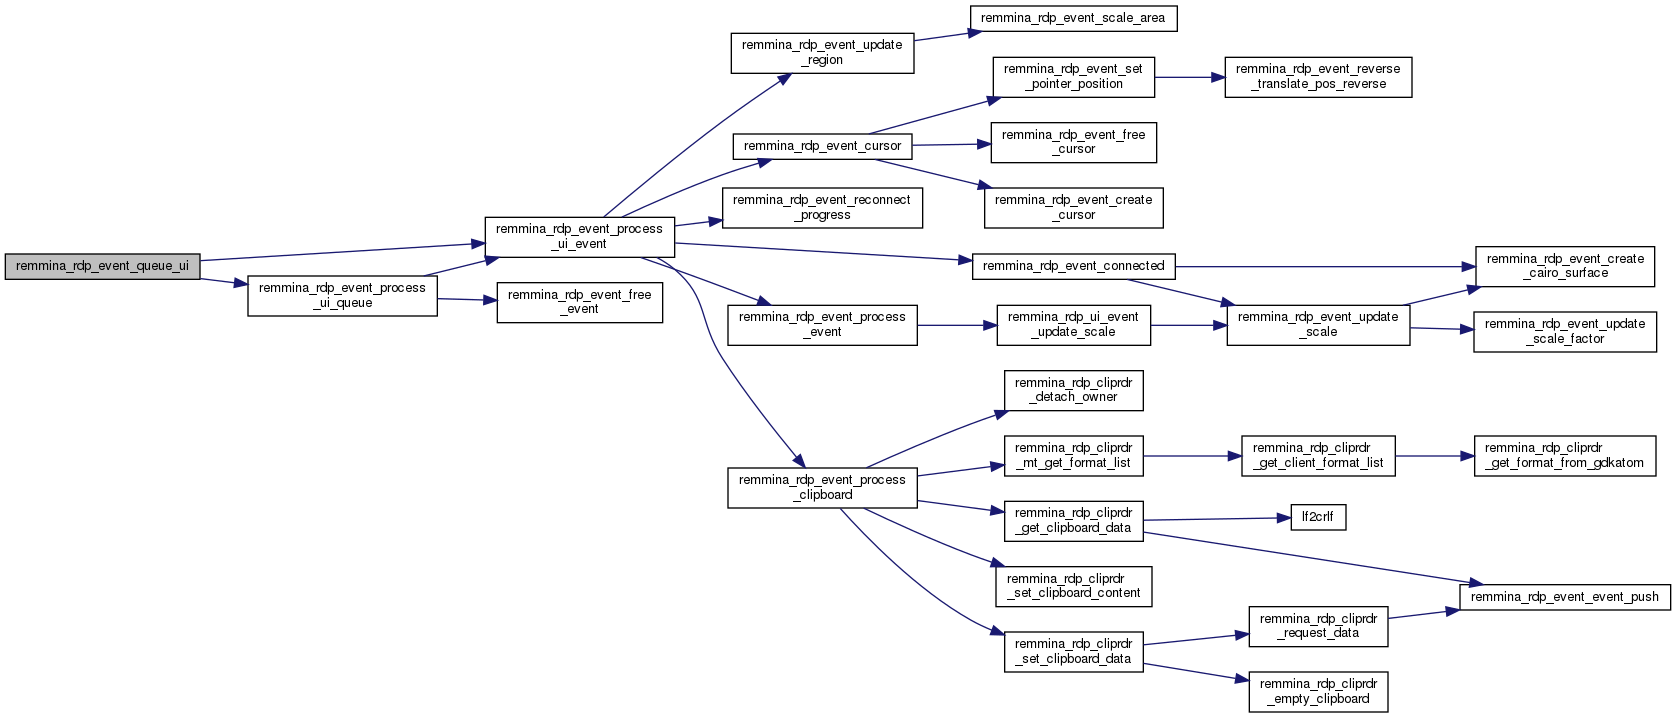 remmina_rdp_event_queue_ui
remmina_rdp_event_process
_ui_event
remmina_rdp_event_process
_ui_queue
remmina_rdp_event_free
_event
remmina_rdp_event_update
_region
remmina_rdp_event_scale_area
remmina_rdp_event_cursor
remmina_rdp_event_set
_pointer_position
remmina_rdp_event_reverse
_translate_pos_reverse
remmina_rdp_event_free
_cursor
remmina_rdp_event_create
_cursor
remmina_rdp_event_reconnect
_progress
remmina_rdp_event_connected
remmina_rdp_event_create
_cairo_surface
remmina_rdp_event_process
_event
remmina_rdp_ui_event
_update_scale
remmina_rdp_event_update
_scale
remmina_rdp_event_update
_scale_factor
remmina_rdp_event_process
_clipboard
remmina_rdp_cliprdr
_detach_owner
remmina_rdp_cliprdr
_mt_get_format_list
remmina_rdp_cliprdr
_get_client_format_list
remmina_rdp_cliprdr
_get_format_from_gdkatom
remmina_rdp_cliprdr
_get_clipboard_data
lf2crlf
remmina_rdp_cliprdr
_set_clipboard_content
remmina_rdp_event_event_push
remmina_rdp_cliprdr
_set_clipboard_data
remmina_rdp_cliprdr
_request_data
remmina_rdp_cliprdr
_empty_clipboard